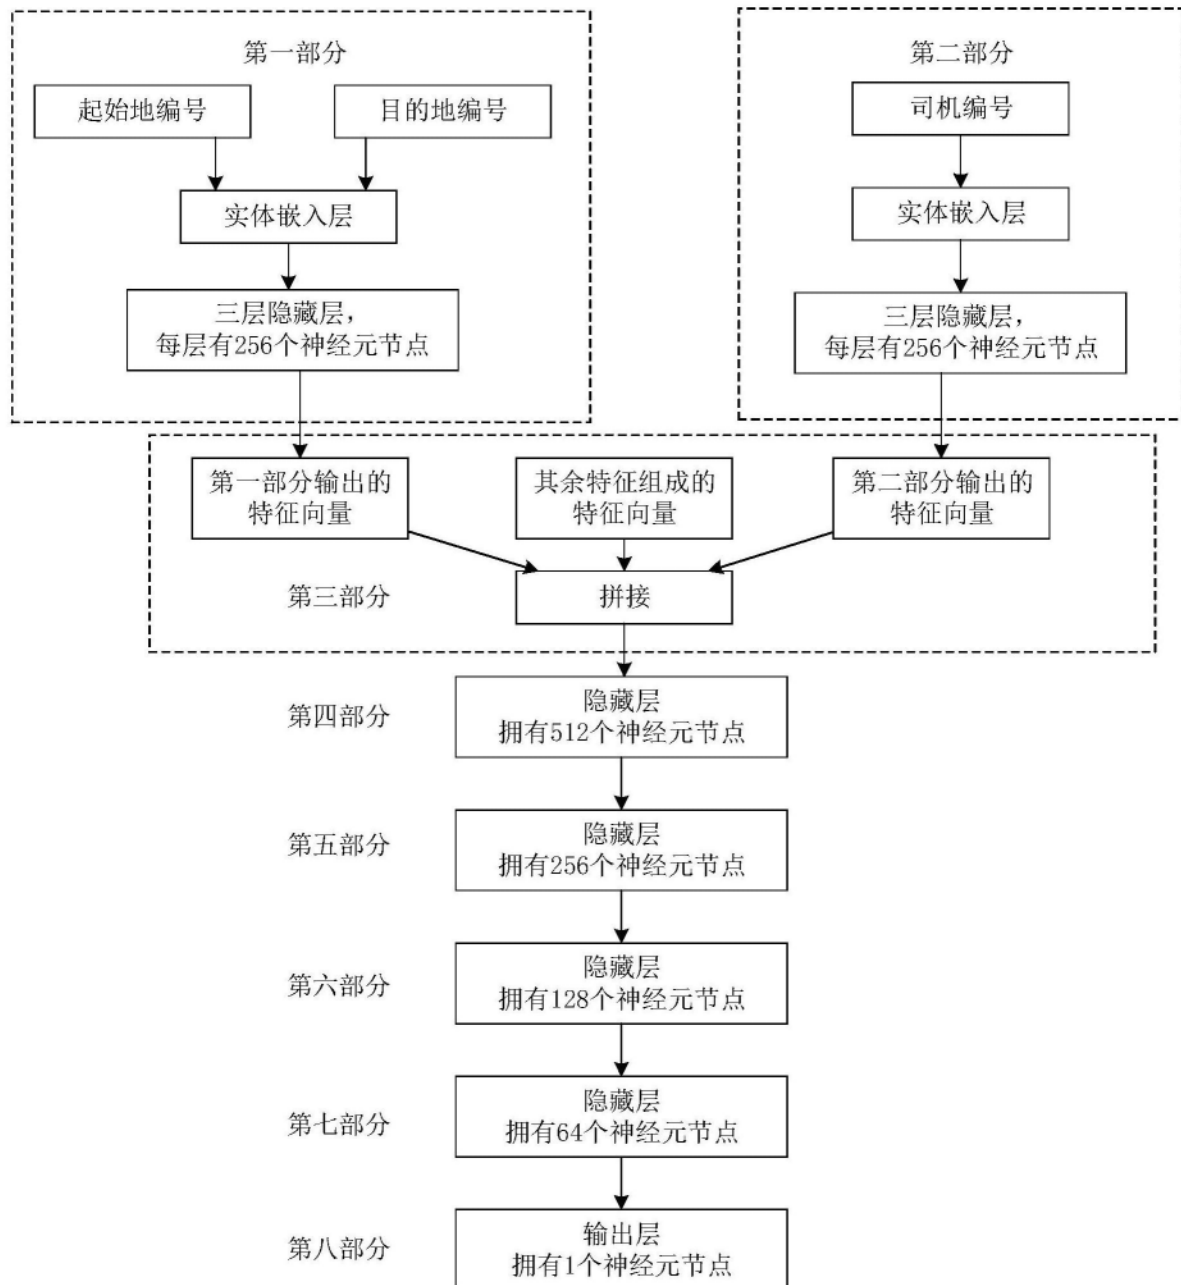 第一部分
起始地编号
目的地编号
实体嵌入层
三层隐藏层，
每层有256个神经元节点
第二部分
司机编号
实体嵌入层
三层隐藏层，
每层有256个神经元节点
第一部分输出的
特征向量
其余特征组成的
特征向量
第二部分输出的
特征向量
第三部分
拼接
第四部分
隐藏层
拥有512个神经元节点
第五部分
隐藏层
拥有256个神经元节点
第六部分
隐藏层
拥有128个神经元节点
第七部分
隐藏层
拥有64个神经元节点
第八部分
输出层
拥有1个神经元节点